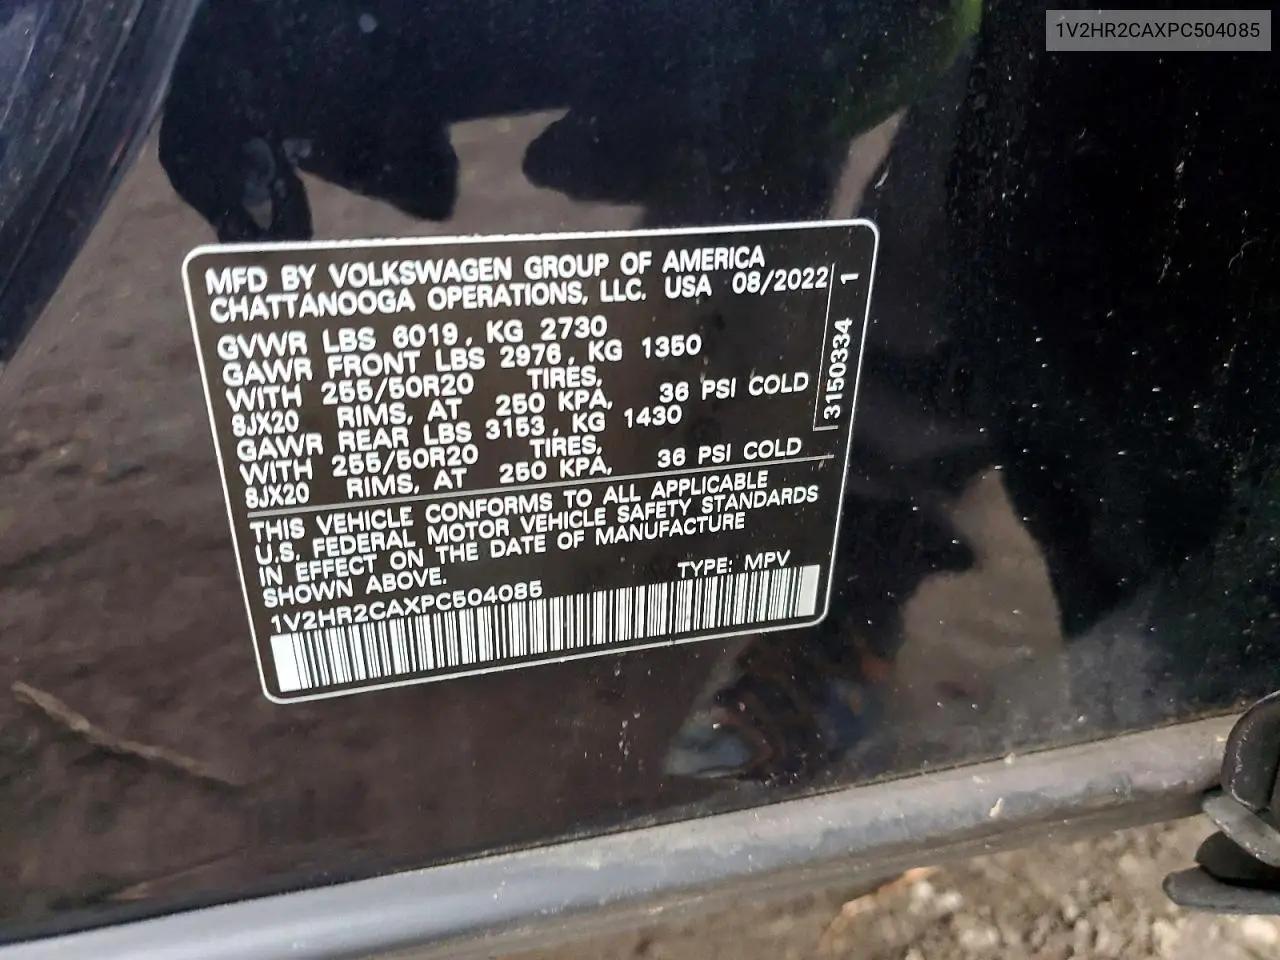 1V2HR2CAXPC504085
MFD BY VOLKSWAGEN GROUP OF AMERICA
CHATTANOOGA OPERATIONS, LLC. USA 08/2022
GVWR LBS 6019, KG 2730
GAWR FRONT LBS 2976, KG 1350
WITH 255/50R20 TIRES,
8JX20 RIMS, AT 250 KPA, 36 PSI COLD
GAWR REAR LBS 3153, KG 1430
WITH 255/50R20 TIRES,
8JX20 RIMS, AT 250 KPA, 36 PSI COLD
3150334 1
THIS VEHICLE CONFORMS TO ALL APPLICABLE
U.S. FEDERAL MOTOR VEHICLE SAFETY STANDARDS
IN EFFECT ON THE DATE OF MANUFACTURE
SHOWN ABOVE.
TYPE: MPV
1V2HR2CAXPC504085